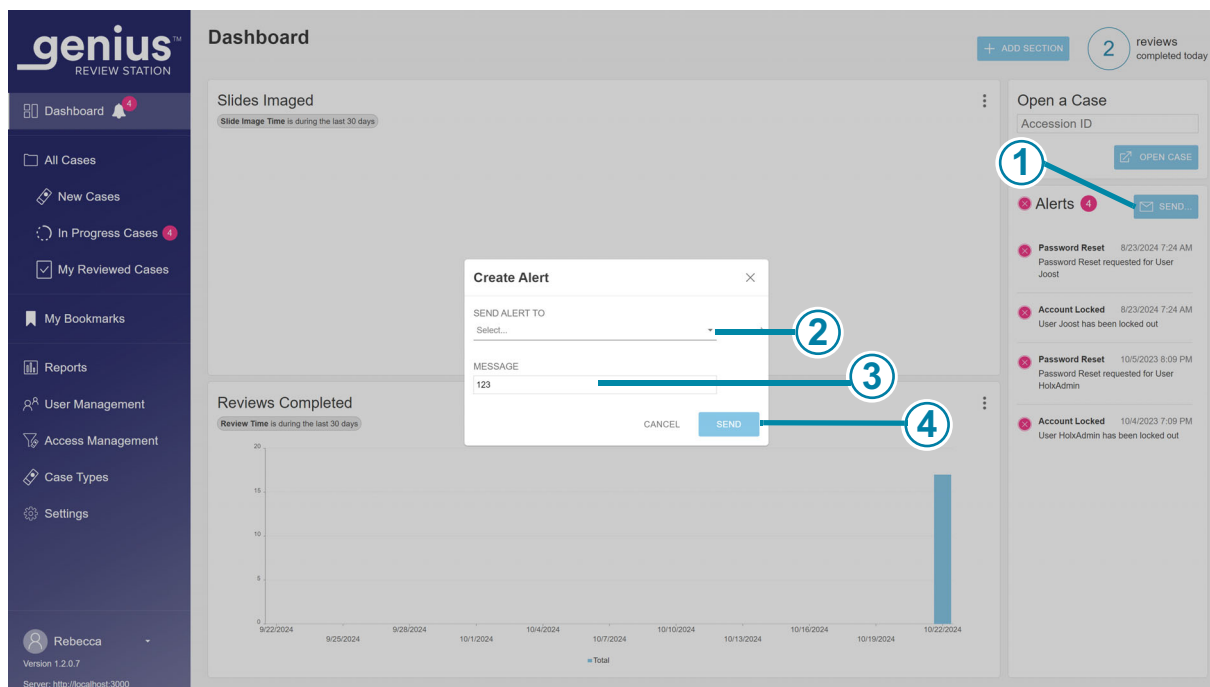 genius™
REVIEW STATION
Dashboard 4
All Cases
New Cases
In Progress Cases 4
My Reviewed Cases
My Bookmarks
Reports
User Management
Access Management
Case Types
Settings
Rebecca
Version 1.2.0.7
Server: http://localhost:3000
Dashboard
+ ADD SECTION
2
reviews
completed today
Slides Imaged
Slide Image Time is during the last 30 days
Open a Case
Accession ID
OPEN CASE
1
Alerts 4
SEND...
Password Reset 8/23/2024 7:24 AM
Password Reset requested for User
Joost
Account Locked 8/23/2024 7:24 AM
User Joost has been locked out
Password Reset 10/5/2023 8:09 PM
Password Reset requested for User
HolxAdmin
Account Locked 10/4/2023 7:09 PM
User HolxAdmin has been locked out
Create Alert
SEND ALERT TO
Select...
2
MESSAGE
123
3
CANCEL
SEND
4
Reviews Completed
Review Time is during the last 30 days
20
15
10
5
0
9/22/2024
9/25/2024
9/28/2024
10/1/2024
10/4/2024
10/7/2024
10/10/2024
10/13/2024
10/16/2024
10/19/2024
10/22/2024
Total